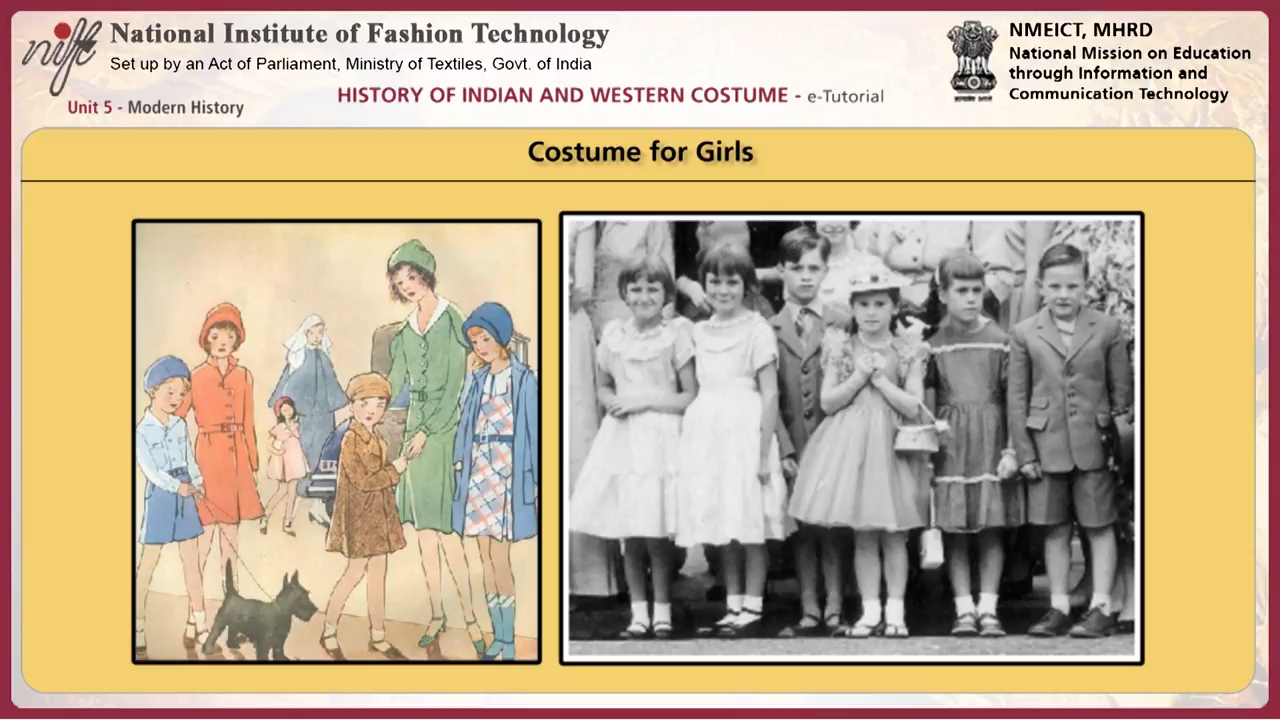 nift
National Institute of Fashion Technology
Set up by an Act of Parliament, Ministry of Textiles, Govt. of India
Unit 5 - Modern History
HISTORY OF INDIAN AND WESTERN COSTUME - e-Tutorial
NMEICT, MHRD
National Mission on Education
through Information and
Communication Technology
Costume for Girls